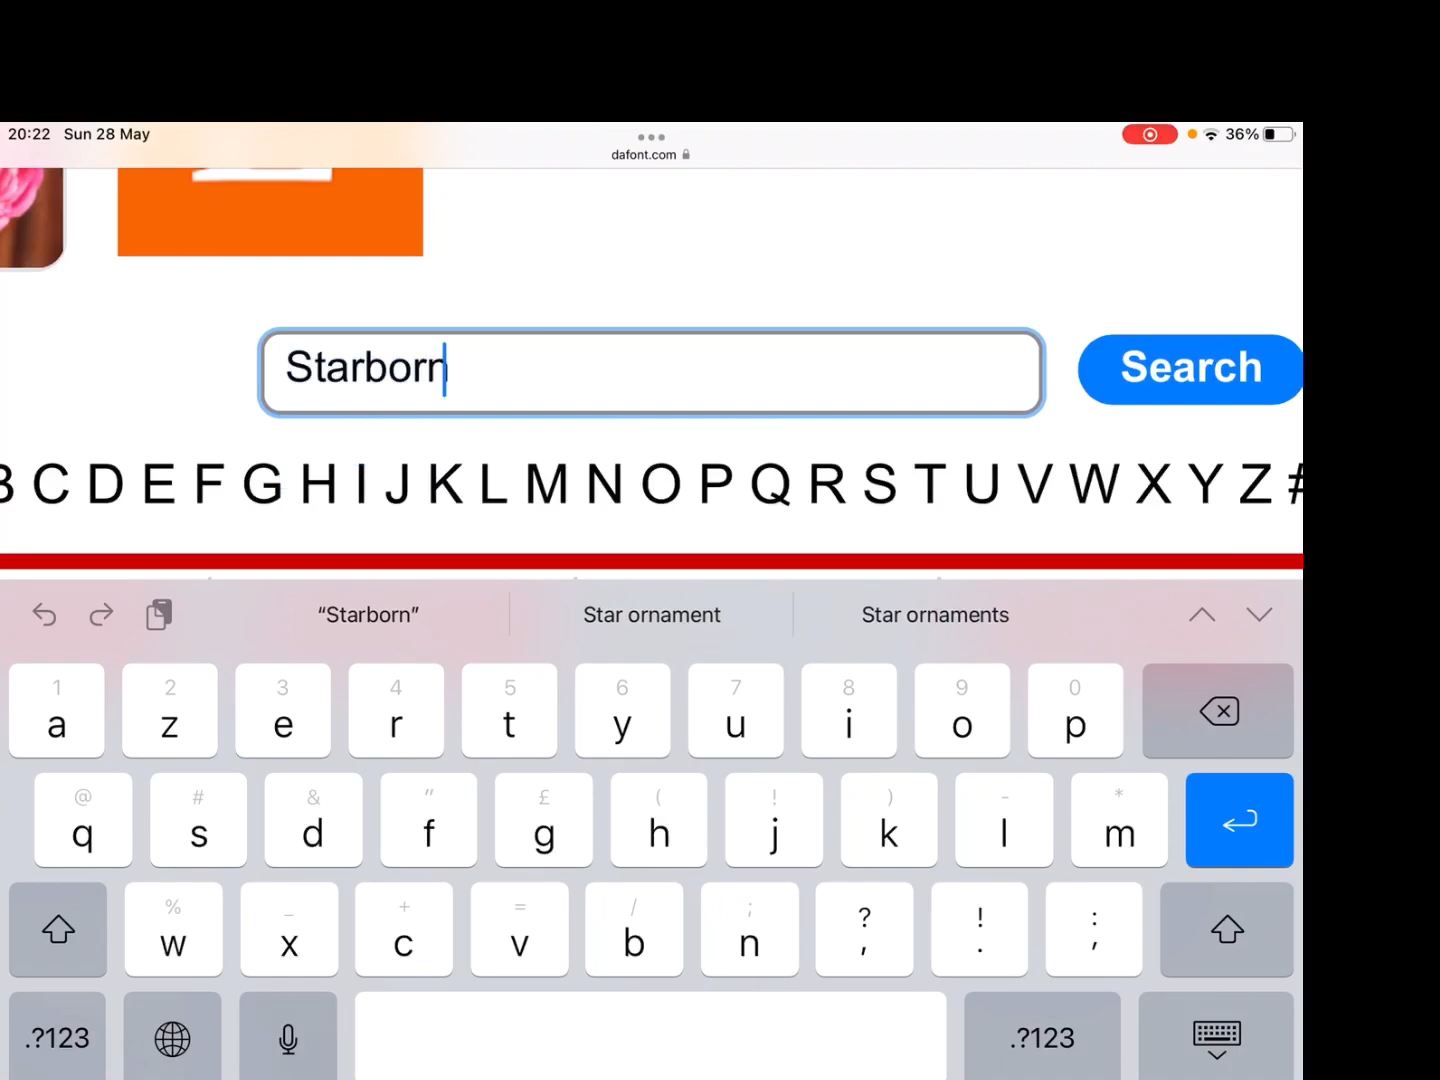 20:22 Sun 28 May
36%
dafont.com
Starborn
Search
B C D E F G H I J K L M N O P Q R S T U V W X Y Z #
“Starborn” Star ornament Star ornaments
1 2 3 4 5 6 7 8 9 0
a z e r t y u i o p
@ # & " £ ( ! ) - *
q s d f g h j k l m
% _ + = / ; ? ! :
w x c v b n , . '
.?123 .?123